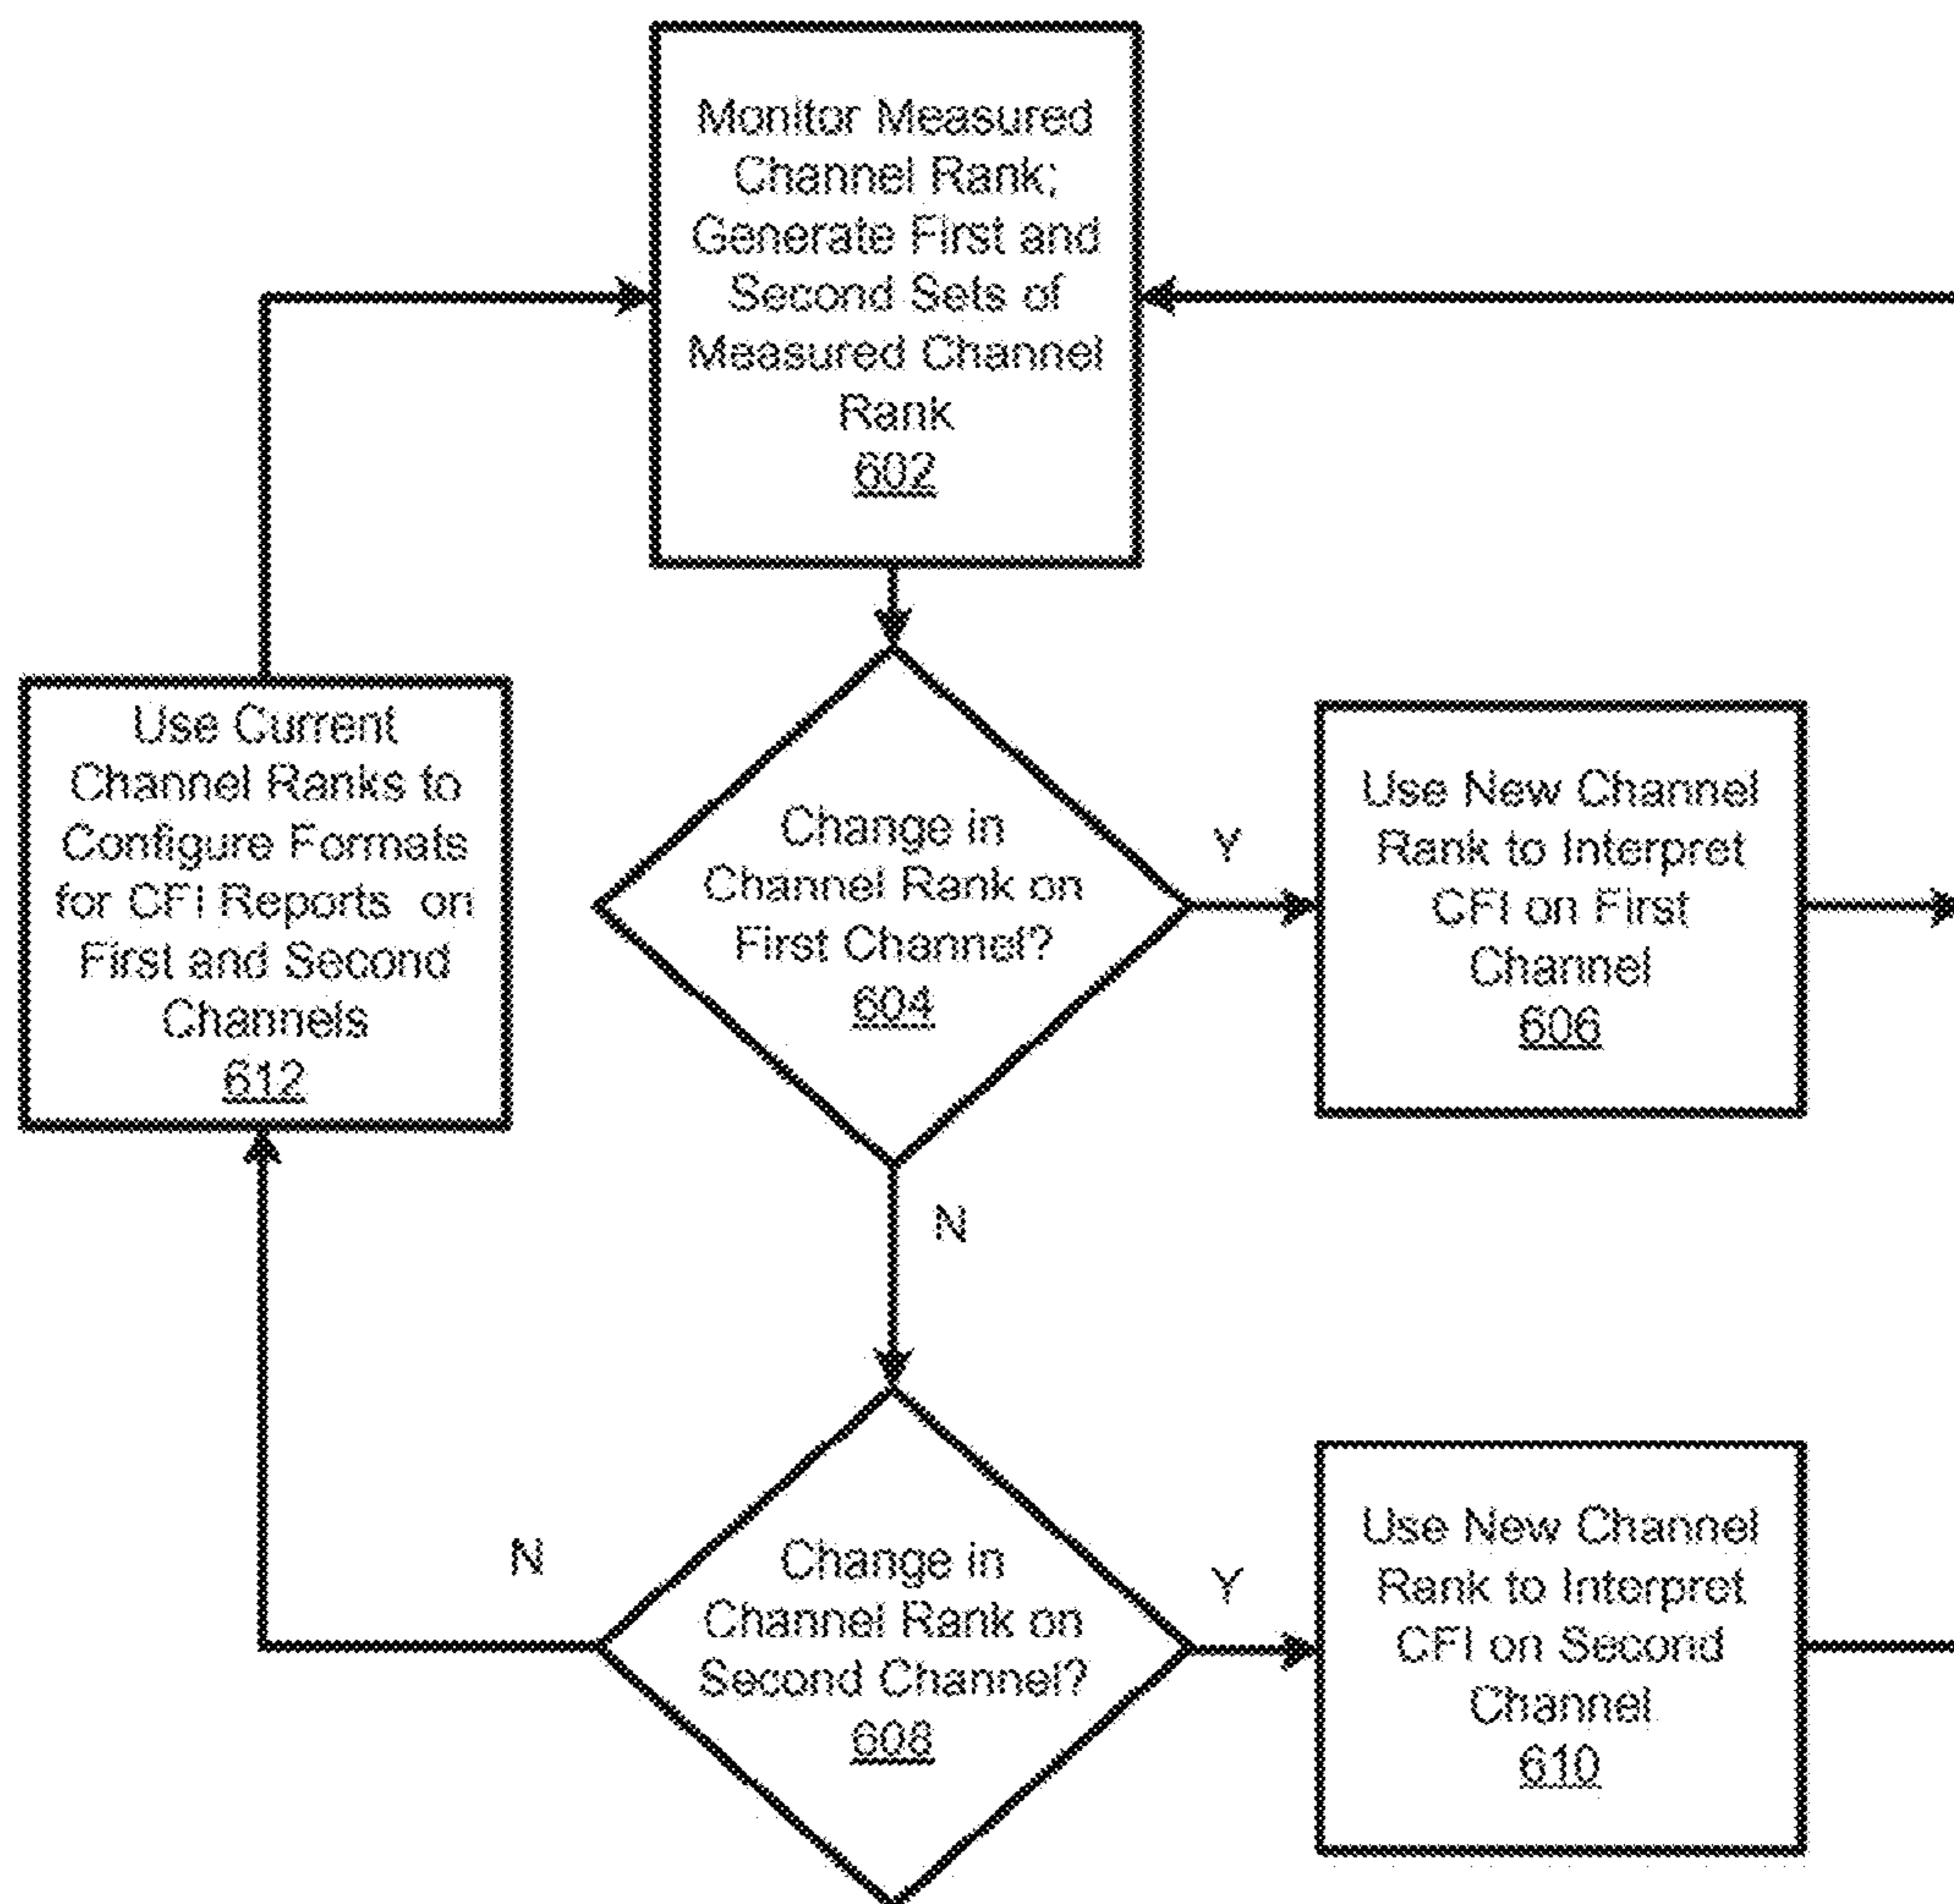 Monitor Measured
Channel Rank;
Generate First and
Second Sets of
Measured Channel
Rank
602
Use Current
Channel Ranks to
Configure Formats
for CFI Reports on
First and Second
Channels
612
Change in
Channel Rank on
First Channel?
604
Y
Use New Channel
Rank to Interpret
CFI on First
Channel
606
N
N
Change in
Channel Rank on
Second Channel?
608
Y
Use New Channel
Rank to Interpret
CFI on Second
Channel
610